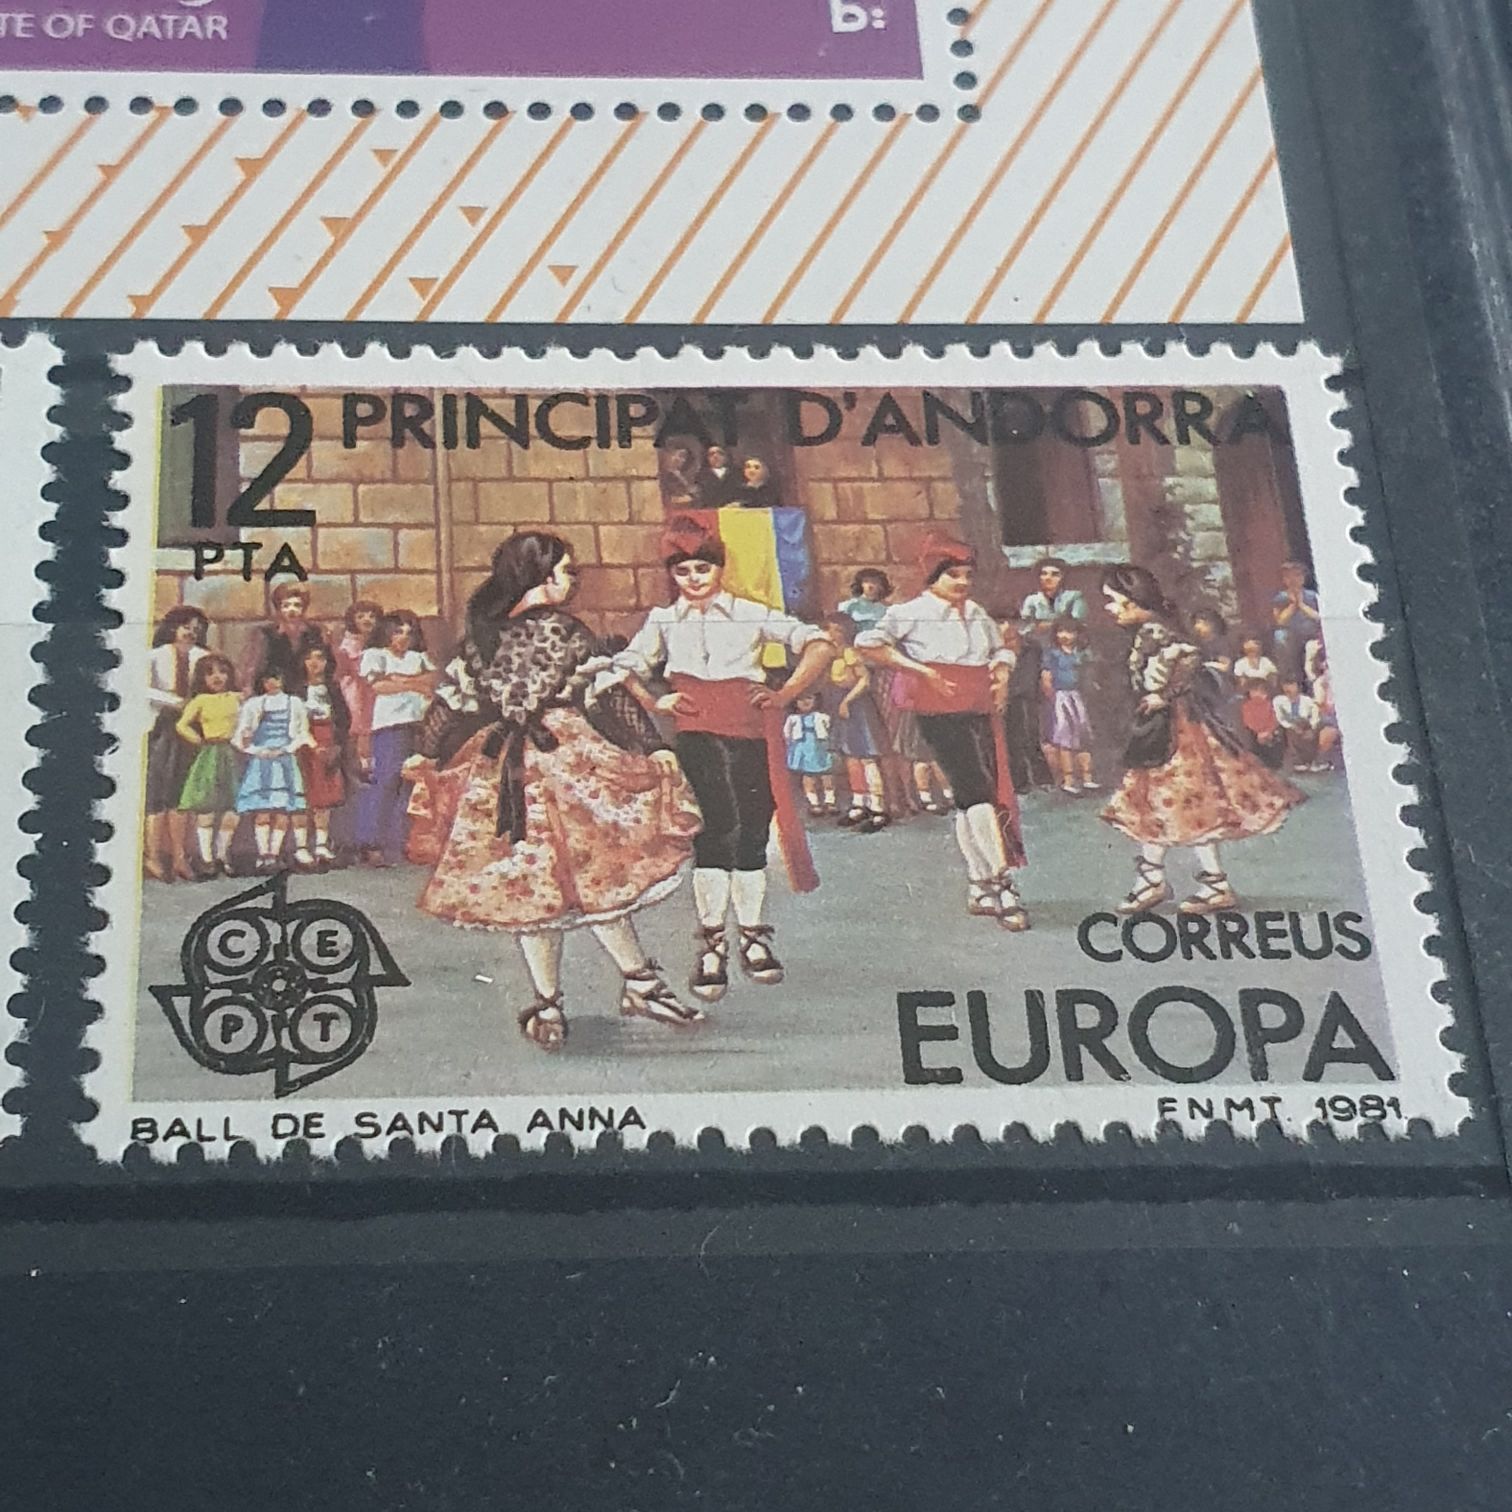 TE OF QATAR
12 PRINCIPAT D'ANDORRA
PTA
C E
P T
CORREUS
EUROPA
BALL DE SANTA ANNA
F.N.M.T. 1981